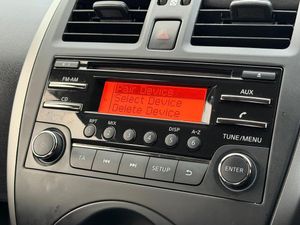 Pair Device
Select Device
Delete Device
FM·AM
AUX
CD
RPT MIX DISP A-Z
1 2 3 4 5 6
TUNE/MENU
TA
SETUP
ENTER